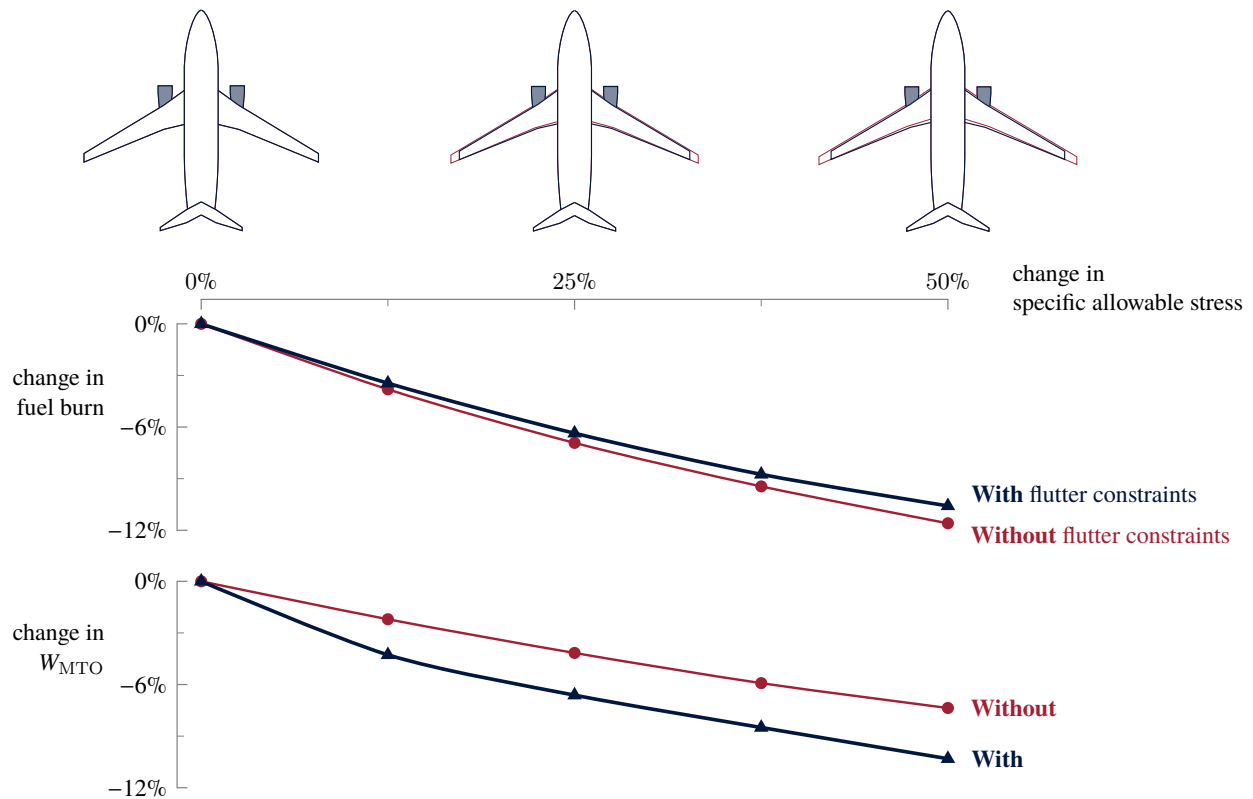 0%
25%
50%
change in
specific allowable stress
0%
change in
fuel burn
−6%
With flutter constraints
−12%
Without flutter constraints
0%
change in
W_MTO
−6%
Without
With
−12%